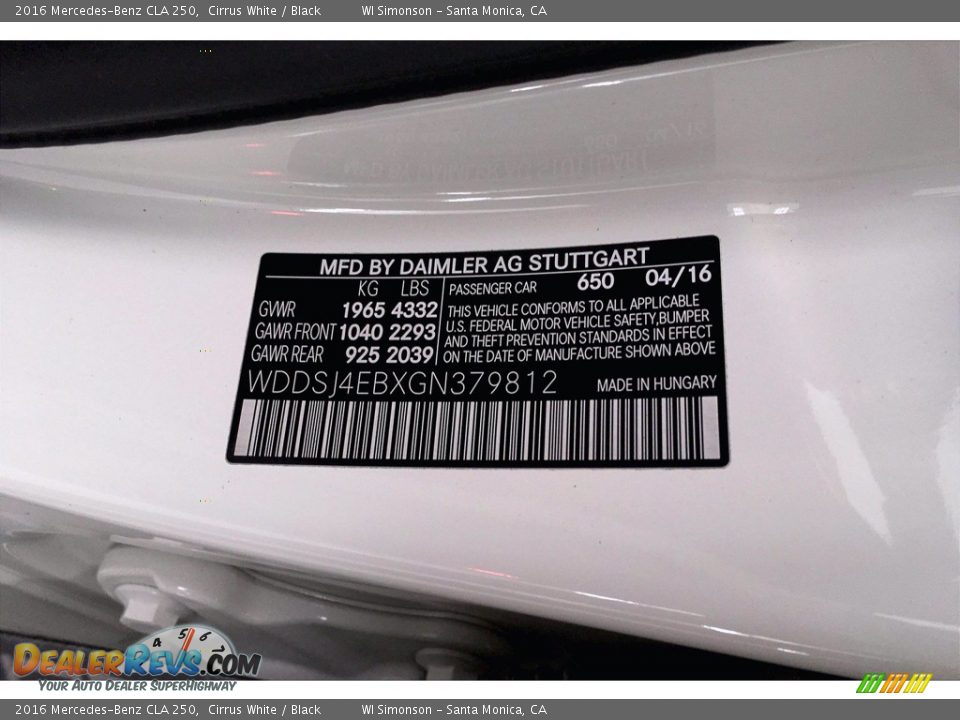 2016 Mercedes-Benz CLA 250, Cirrus White / Black WI Simonson - Santa Monica, CA
MFD BY DAIMLER AG STUTTGART
KG LBS
GVWR 1965 4332
GAWR FRONT 1040 2293
GAWR REAR 925 2039
PASSENGER CAR 650 04/16
THIS VEHICLE CONFORMS TO ALL APPLICABLE
U.S. FEDERAL MOTOR VEHICLE SAFETY,BUMPER
AND THEFT PREVENTION STANDARDS IN EFFECT
ON THE DATE OF MANUFACTURE SHOWN ABOVE
WDDSJ4EBXGN379812 MADE IN HUNGARY
4 5 6
DEALERREVS.COM
YOUR AUTO DEALER SUPERHIGHWAY
2016 Mercedes-Benz CLA 250, Cirrus White / Black WI Simonson - Santa Monica, CA